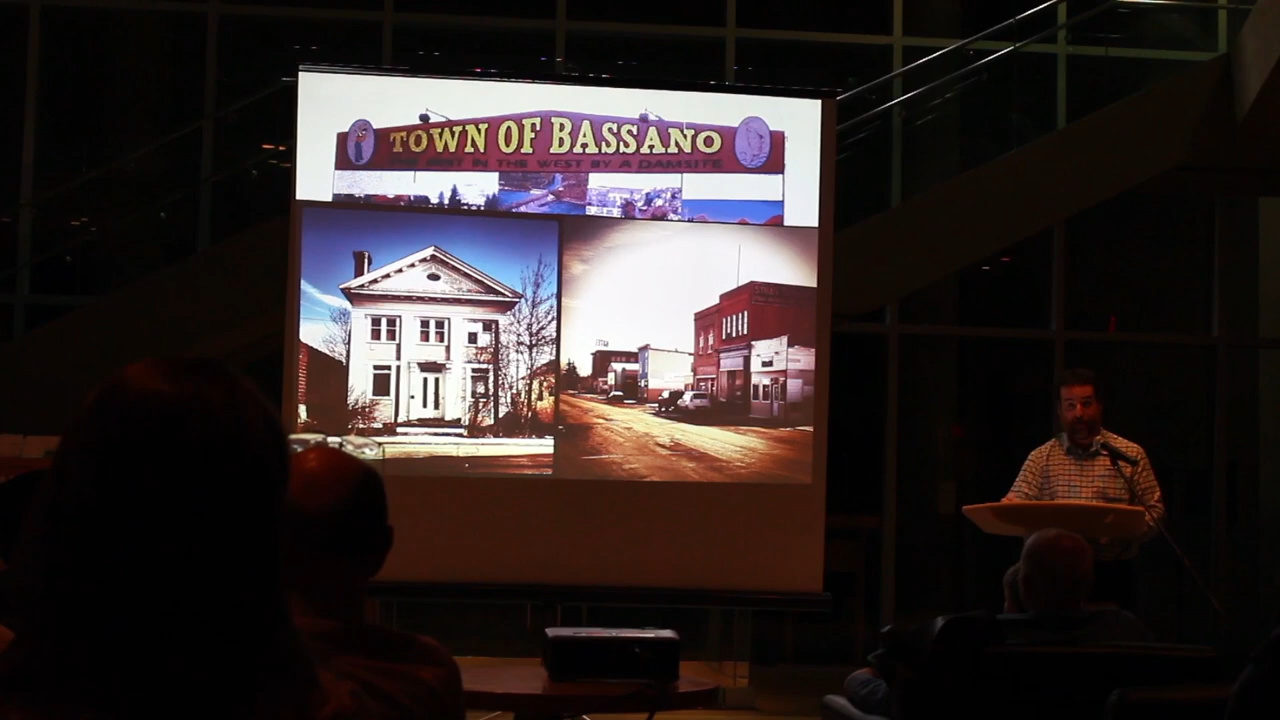 TOWN OF BASSANO
THE BEST IN THE WEST BY A DAMSITE